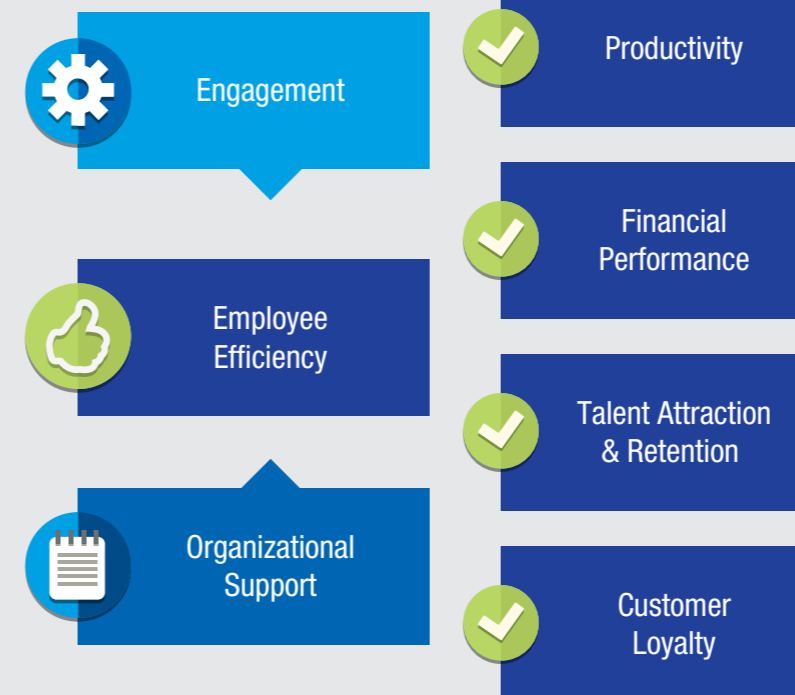 Engagement
Employee
Efficiency
Organizational
Support
Productivity
Financial
Performance
Talent Attraction
& Retention
Customer
Loyalty